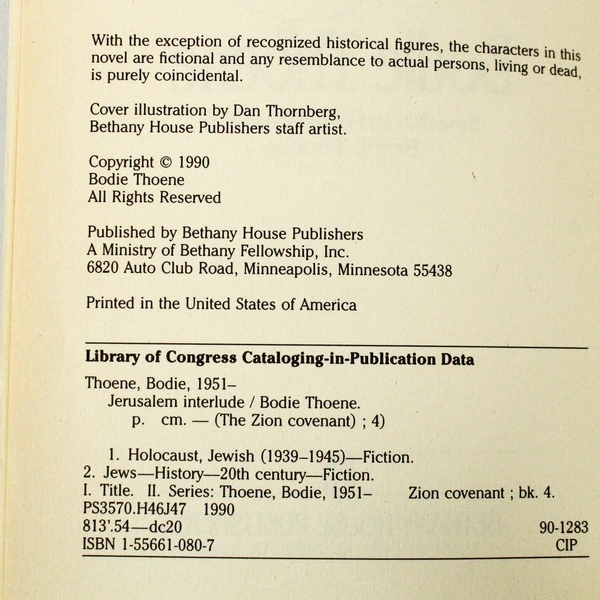 With the exception of recognized historical figures, the characters in this
novel are fictional and any resemblance to actual persons, living or dead,
is purely coincidental.
Cover illustration by Dan Thornberg,
Bethany House Publishers staff artist.
Copyright © 1990
Bodie Thoene
All Rights Reserved
Published by Bethany House Publishers
A Ministry of Bethany Fellowship, Inc.
6820 Auto Club Road, Minneapolis, Minnesota 55438
Printed in the United States of America
Library of Congress Cataloging-in-Publication Data
Thoene, Bodie, 1951–
Jerusalem interlude / Bodie Thoene.
p. cm. — (The Zion covenant) ; 4)
1. Holocaust, Jewish (1939–1945)—Fiction.
2. Jews—History—20th century—Fiction.
I. Title. II. Series: Thoene, Bodie, 1951– Zion covenant ; bk. 4.
PS3570.H46J47 1990
813'.54—dc20 90-1283
ISBN 1-55661-080-7 CIP